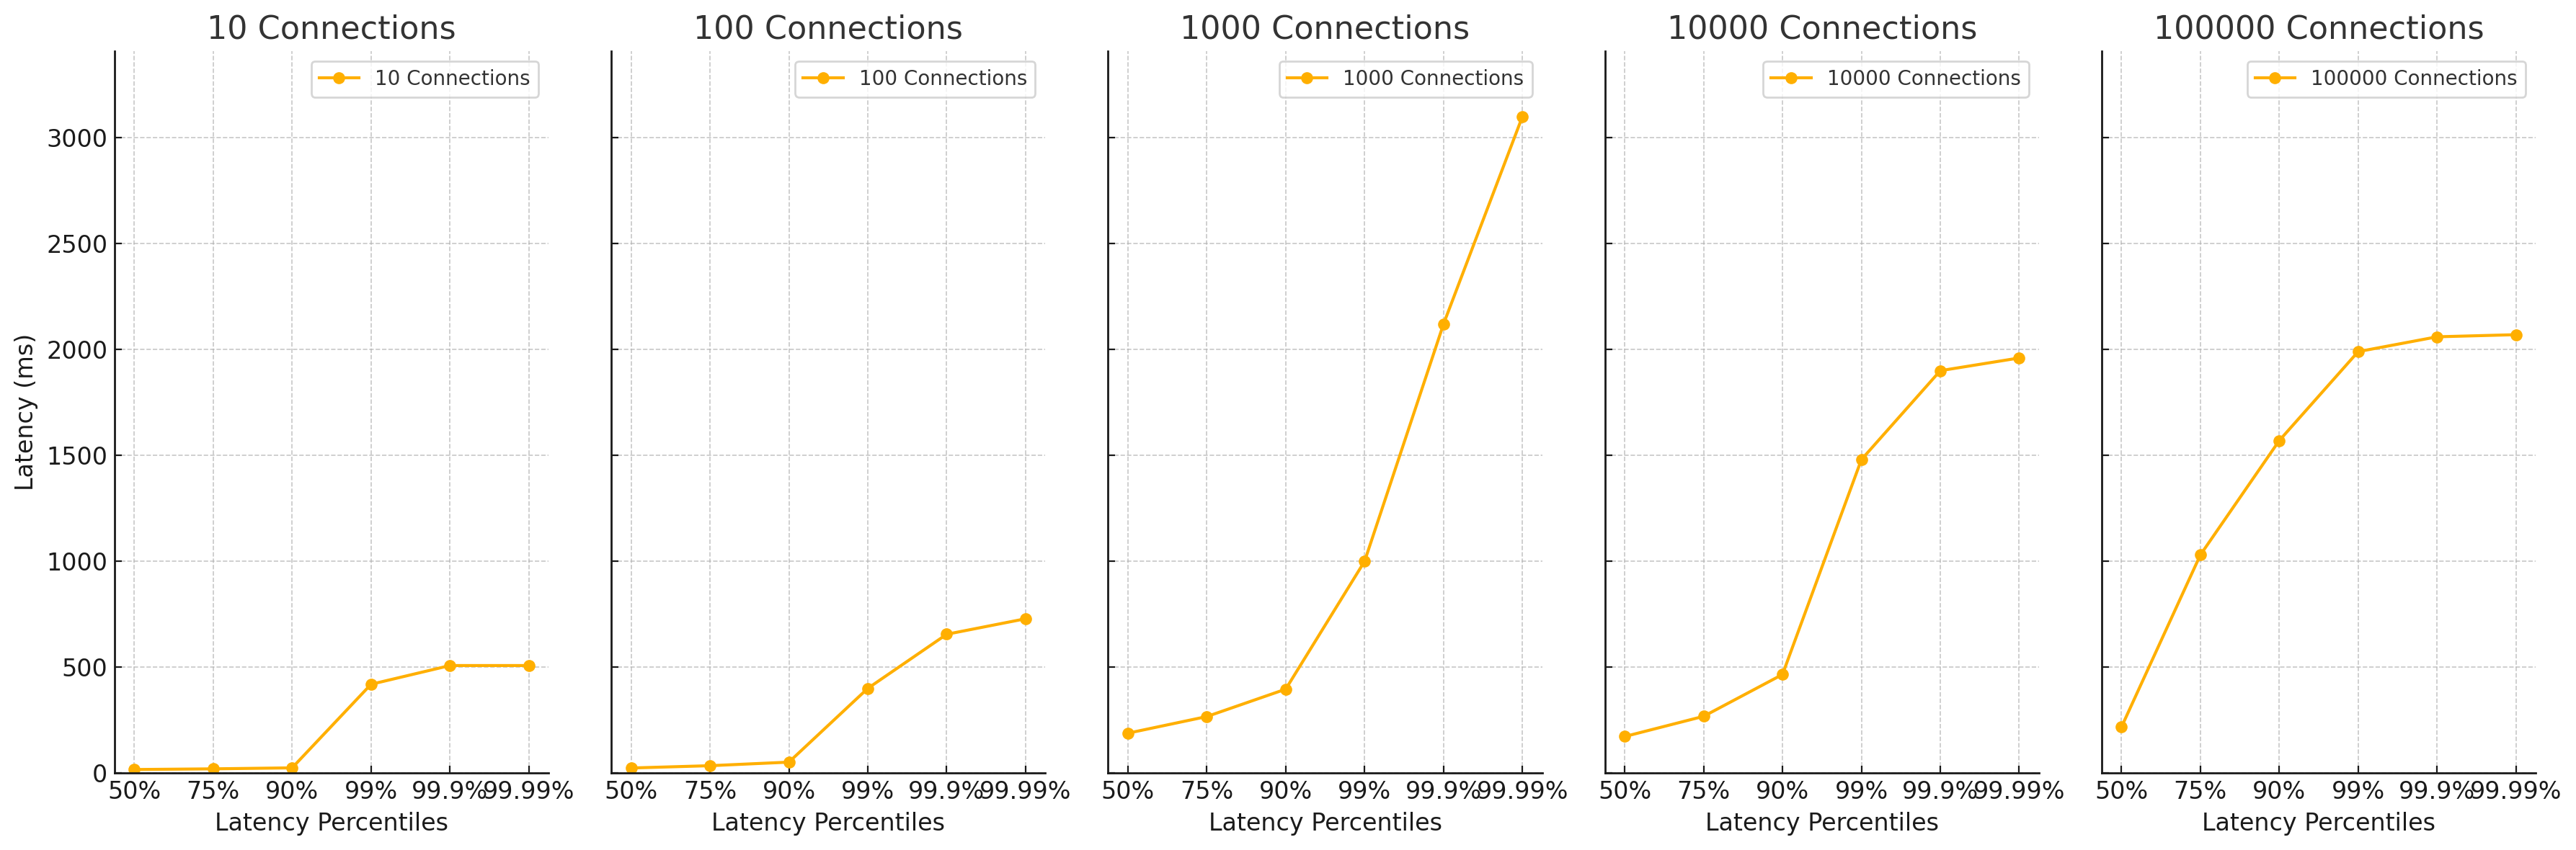 10 Connections
10 Connections
3000
2500
2000
1500
1000
500
0
Latency (ms)
50% 75% 90% 99% 99.9% 99.99%
Latency Percentiles
100 Connections
100 Connections
50% 75% 90% 99% 99.9% 99.99%
Latency Percentiles
1000 Connections
1000 Connections
50% 75% 90% 99% 99.9% 99.99%
Latency Percentiles
10000 Connections
10000 Connections
50% 75% 90% 99% 99.9% 99.99%
Latency Percentiles
100000 Connections
100000 Connections
50% 75% 90% 99% 99.9% 99.99%
Latency Percentiles